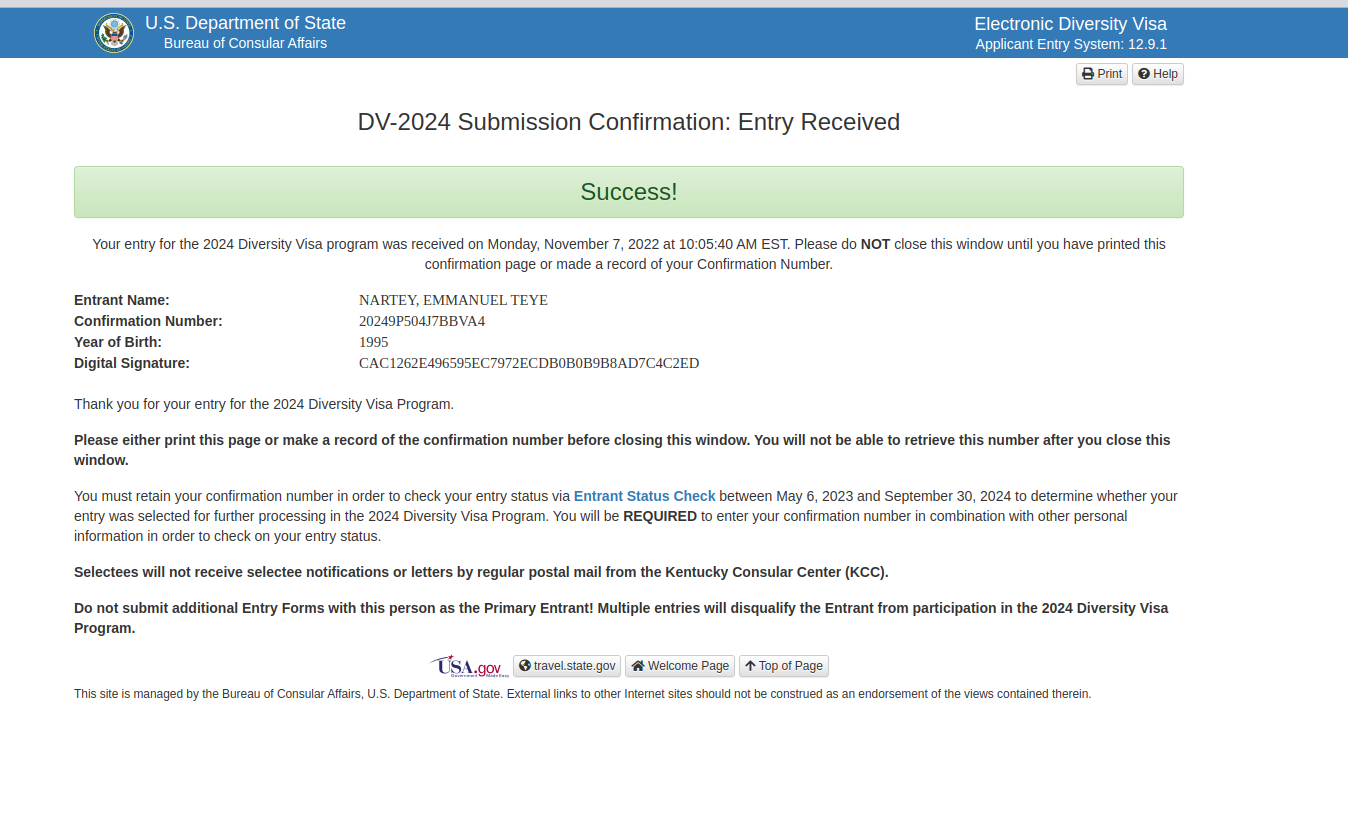 U.S. Department of State
Bureau of Consular Affairs
Electronic Diversity Visa
Applicant Entry System: 12.9.1
Print Help
DV-2024 Submission Confirmation: Entry Received
Success!
Your entry for the 2024 Diversity Visa program was received on Monday, November 7, 2022 at 10:05:40 AM EST. Please do NOT close this window until you have printed this
confirmation page or made a record of your Confirmation Number.
Entrant Name: NARTEY, EMMANUEL TEYE
Confirmation Number: 20249P504J7BBVA4
Year of Birth: 1995
Digital Signature: CAC1262E496595EC7972ECDB0B0B9B8AD7C4C2ED
Thank you for your entry for the 2024 Diversity Visa Program.
Please either print this page or make a record of the confirmation number before closing this window. You will not be able to retrieve this number after you close this
window.
You must retain your confirmation number in order to check your entry status via Entrant Status Check between May 6, 2023 and September 30, 2024 to determine whether your
entry was selected for further processing in the 2024 Diversity Visa Program. You will be REQUIRED to enter your confirmation number in combination with other personal
information in order to check on your entry status.
Selectees will not receive selectee notifications or letters by regular postal mail from the Kentucky Consular Center (KCC).
Do not submit additional Entry Forms with this person as the Primary Entrant! Multiple entries will disqualify the Entrant from participation in the 2024 Diversity Visa
Program.
USA.gov travel.state.gov Welcome Page Top of Page
Government Made Easy
This site is managed by the Bureau of Consular Affairs, U.S. Department of State. External links to other Internet sites should not be construed as an endorsement of the views contained therein.